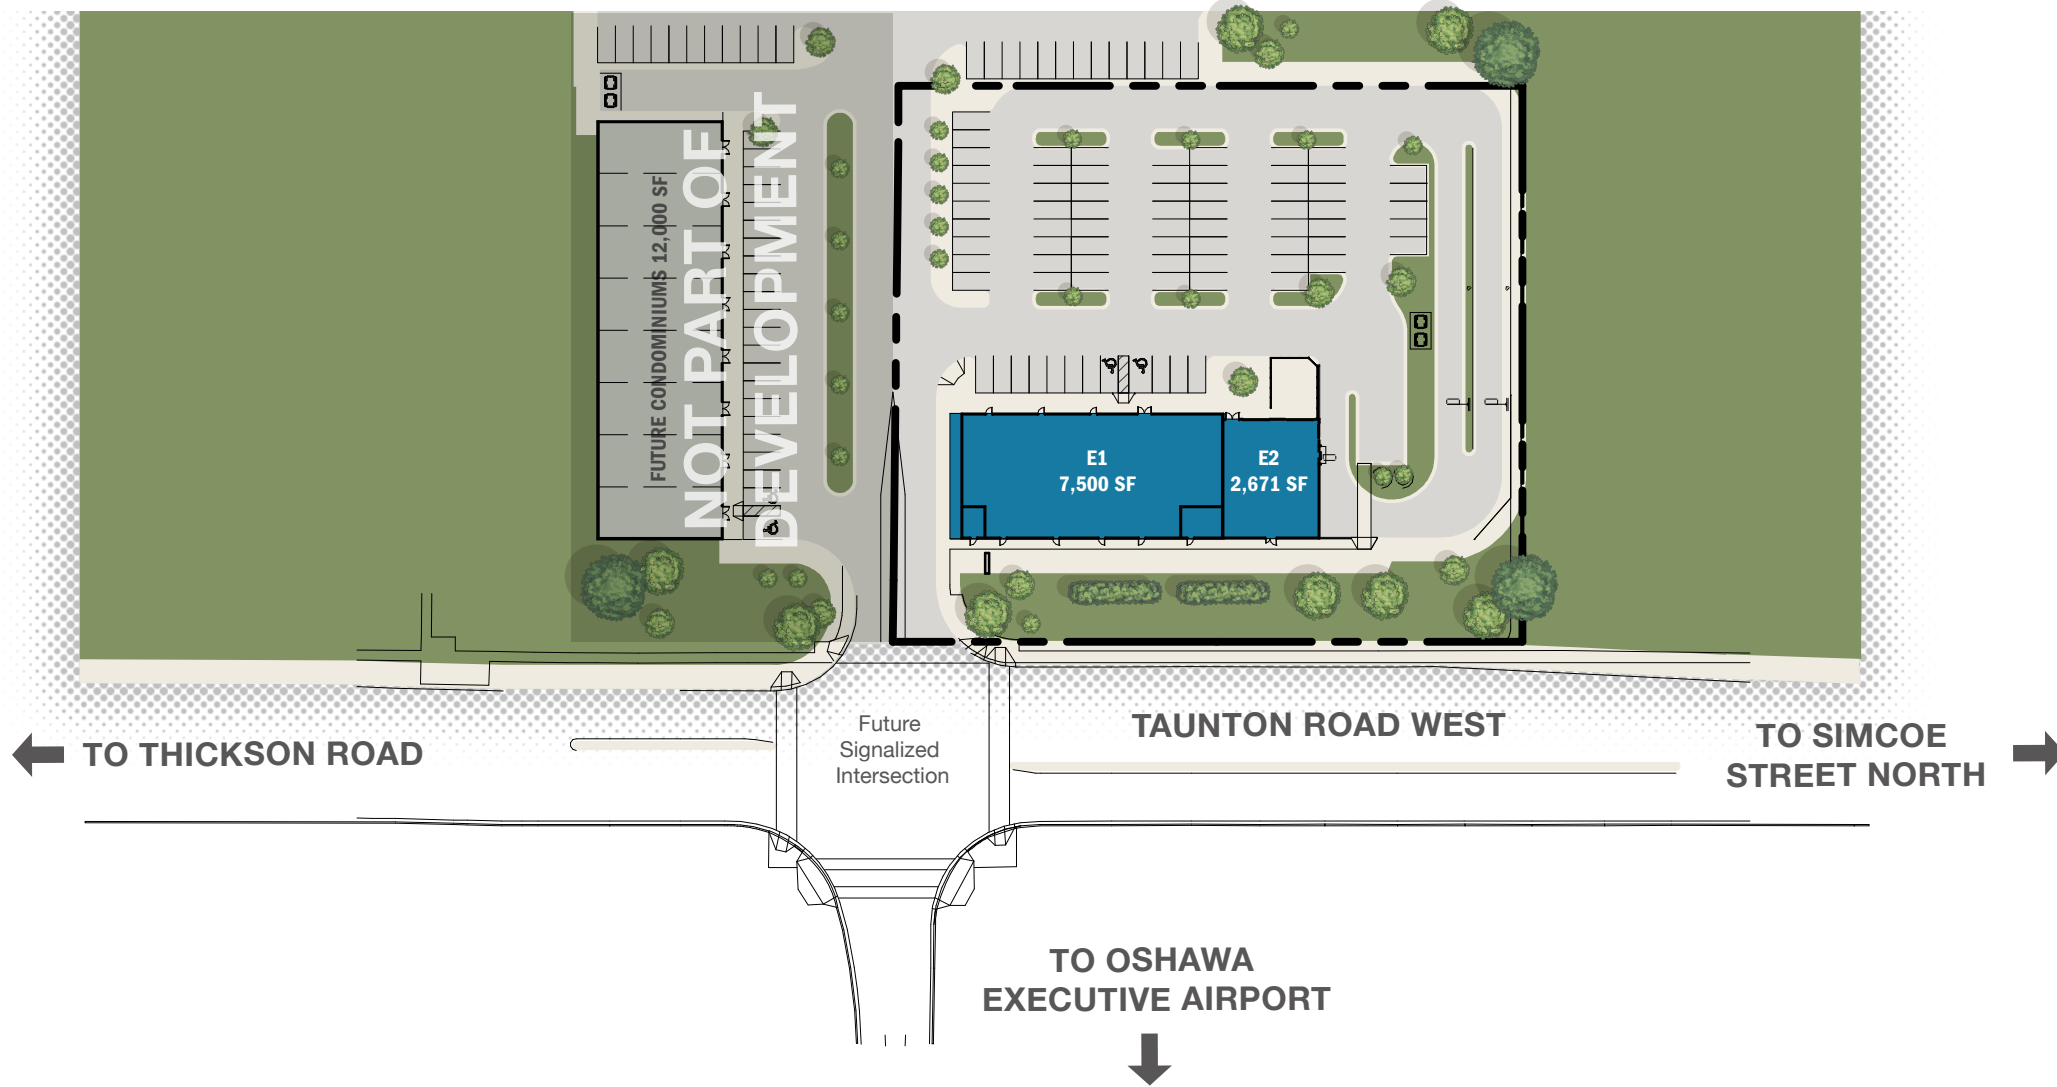 FUTURE CONDOMINIUMS 12,000 SF
NOT PART OF
DEVELOPMENT
E1
7,500 SF
E2
2,671 SF
Future
Signalized
Intersection
TAUNTON ROAD WEST
TO THICKSON ROAD
TO SIMCOE
STREET NORTH
TO OSHAWA
EXECUTIVE AIRPORT